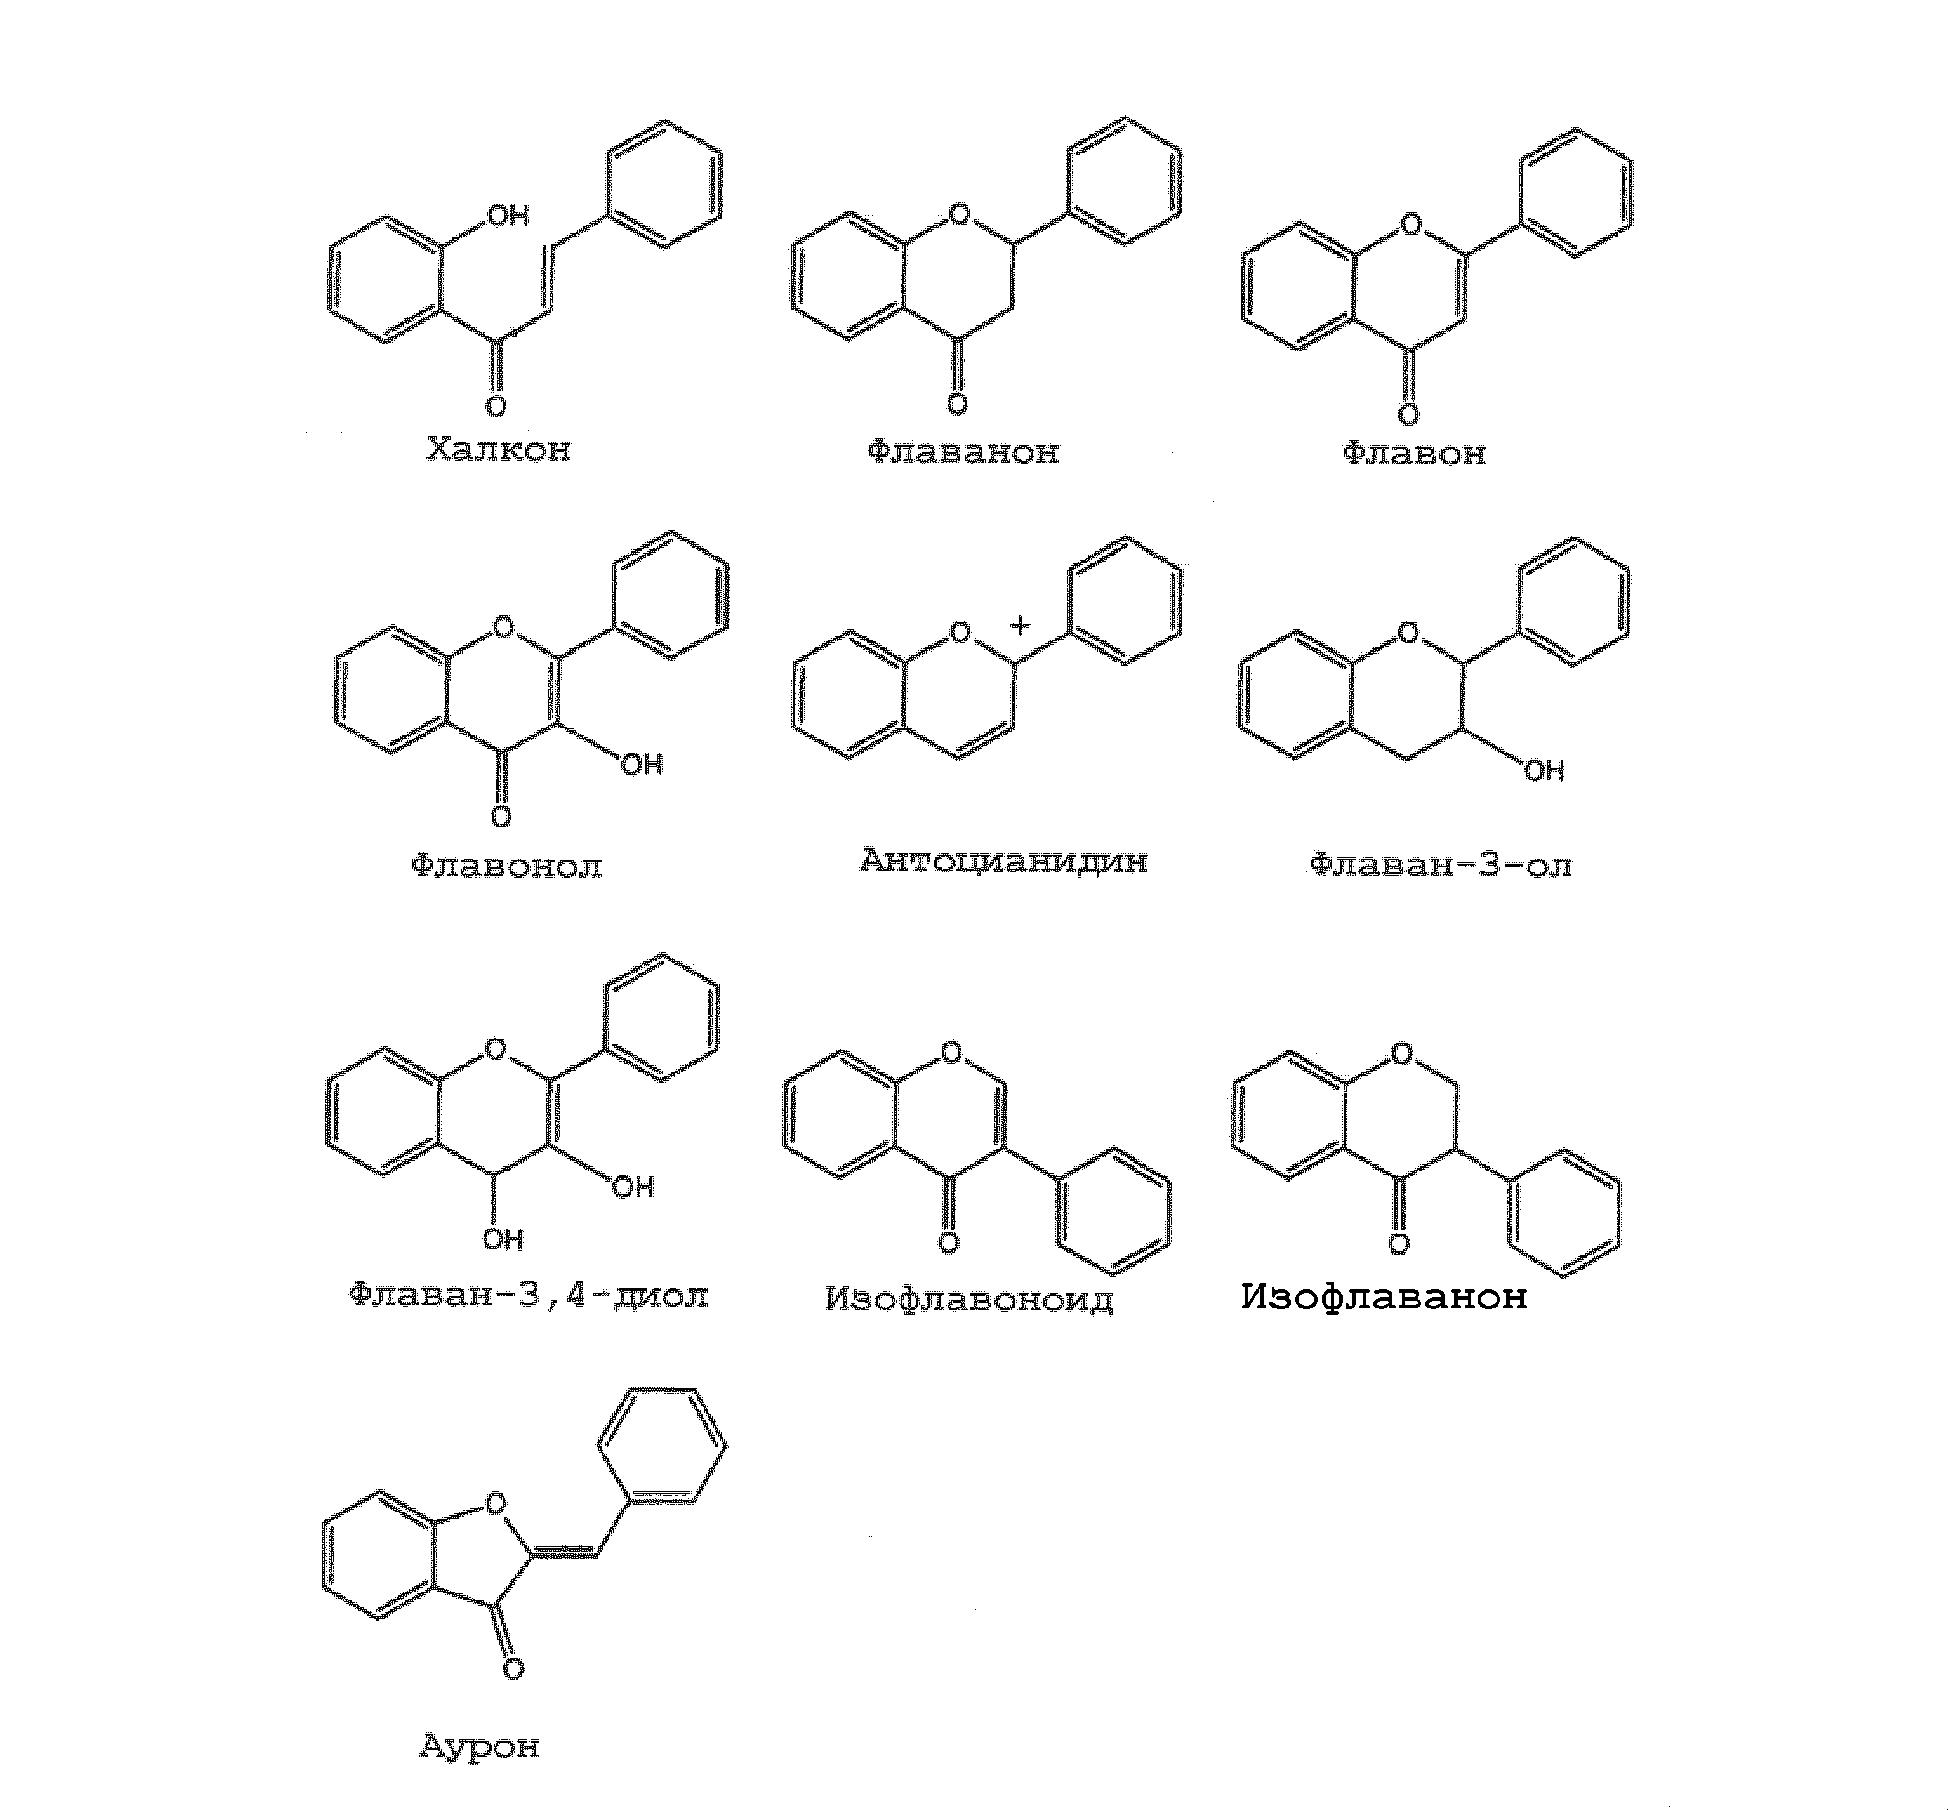 OH
O
O
O
O
O
Халкон
Флаванон
Флавон
O
O
+
O
OH
OH
O
Флавонол
Антоцианидин
Флаван-3-ол
O
O
O
OH
OH
O
O
Флаван-3,4-диол
Изофлавоноид
Изофлаванон
O
O
Аурон